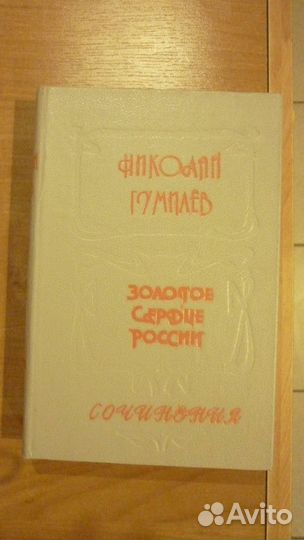 НИКОЛАЙ
ГУМИЛЕВ
ЗОЛОТОЕ
СЕРДЦЕ
РОССИИ
СОЧИНЕНИЯ
Avito